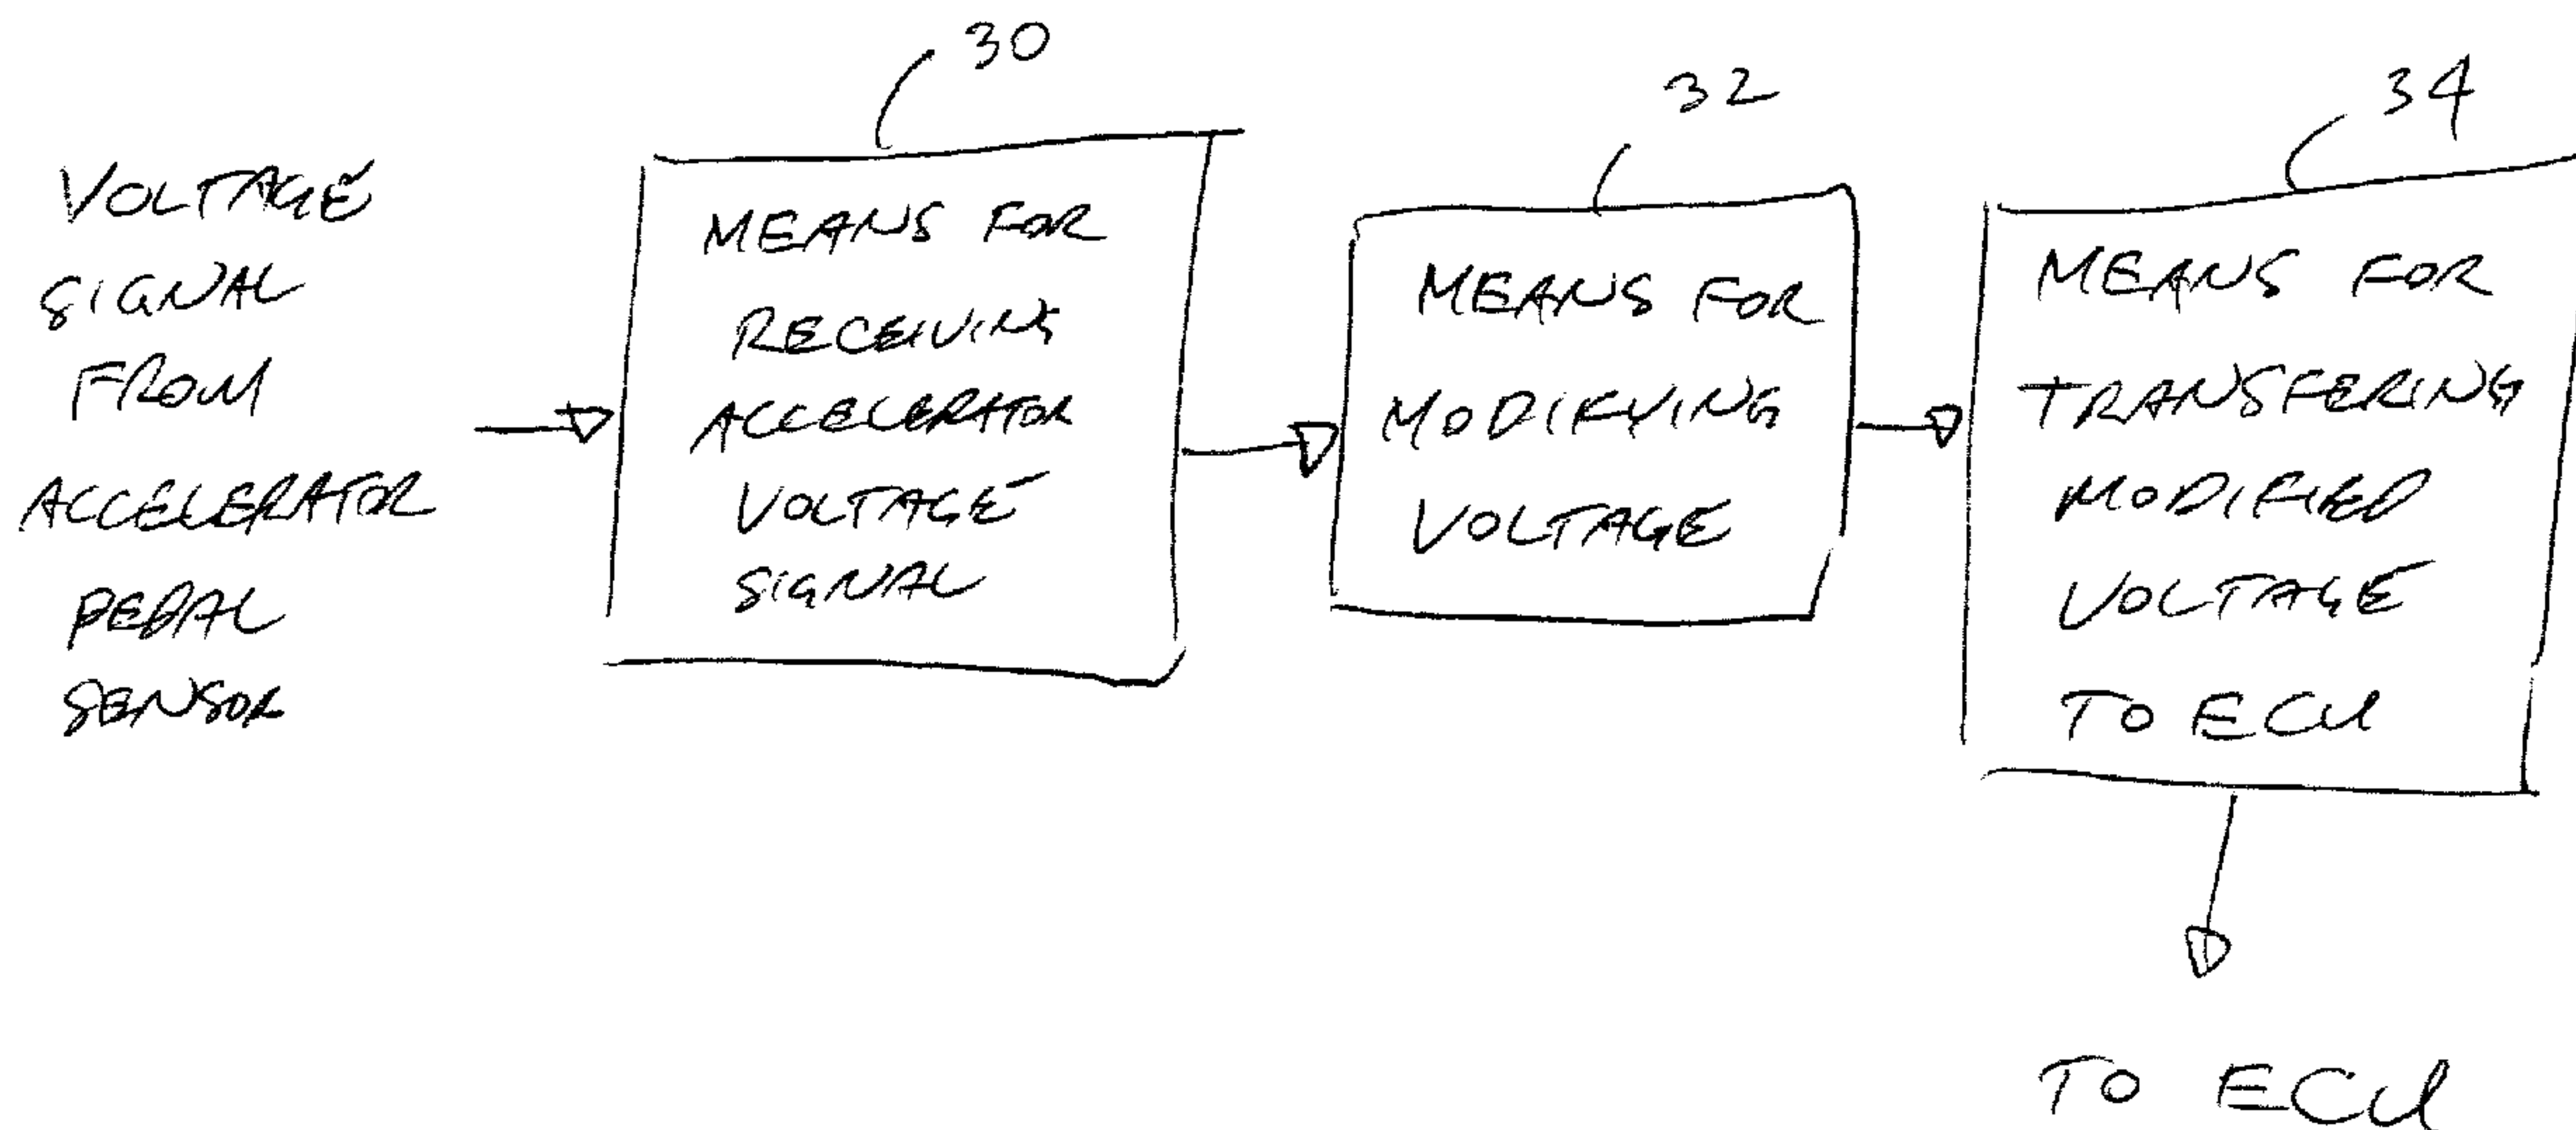 30
32
34
VOLTAGE
SIGNAL
FROM
ACCELERATOR
PEDAL
SENSOR
MEANS FOR
RECEIVING
ACCELERATOR
VOLTAGE
SIGNAL
MEANS FOR
MODIFYING
VOLTAGE
MEANS FOR
TRANSFERING
MODIFIED
VOLTAGE
TO ECU
TO ECU